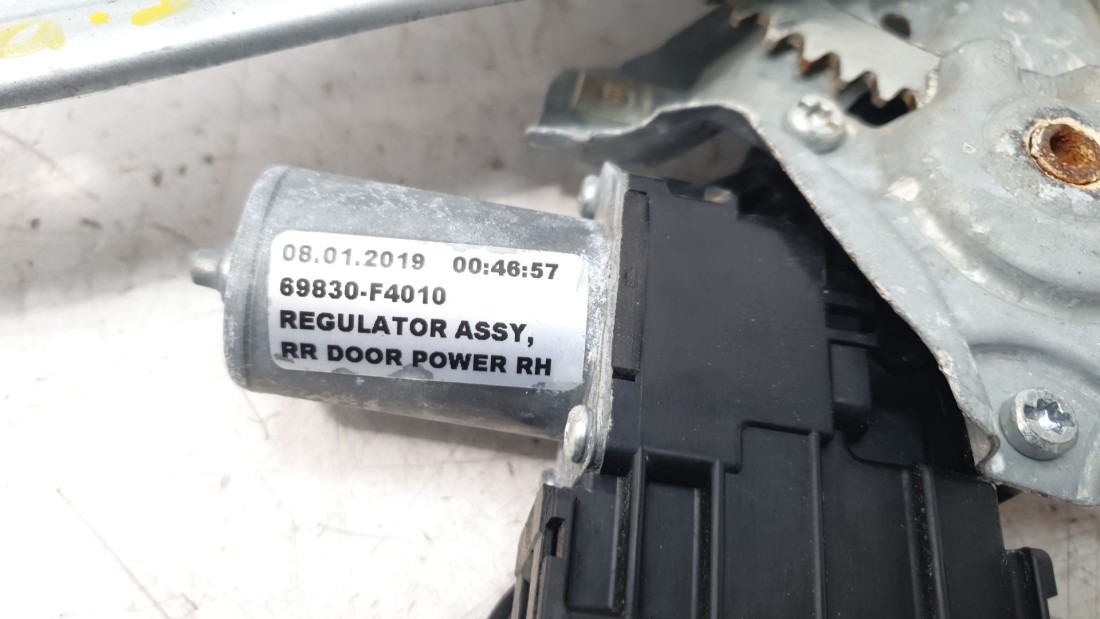 08.01.2019 00:46:57
69830-F4010
REGULATOR ASSY,
RR DOOR POWER RH